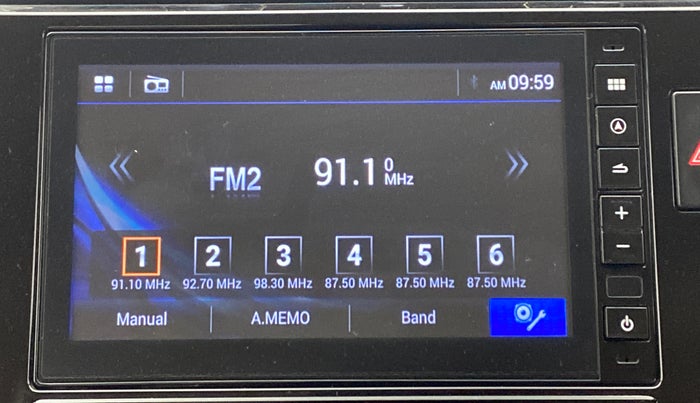 AM 09:59
FM2 91.10 MHz
1 2 3 4 5 6
91.10 MHz 92.70 MHz 98.30 MHz 87.50 MHz 87.50 MHz 87.50 MHz
Manual A.MEMO Band